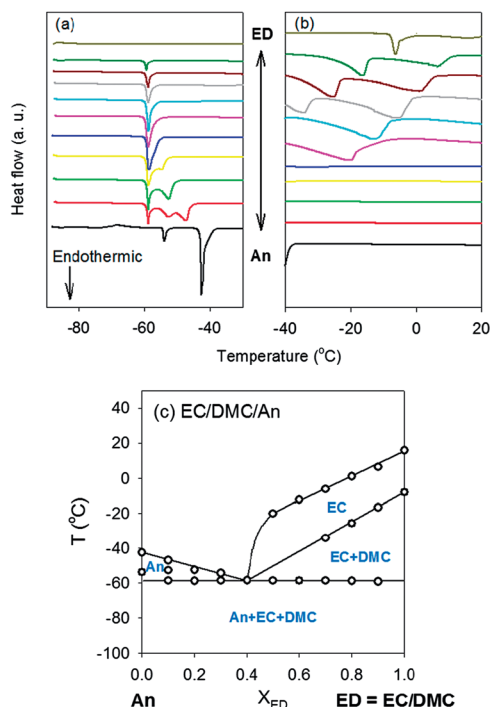 (a)
ED
(b)
Heat flow (a. u.)
Endothermic
An
-80
-60
-40
-40
-20
0
20
Temperature (°C)
(c) EC/DMC/An
40
20
0
-20
-40
-60
-80
-100
T (°C)
EC
An
EC+DMC
An+EC+DMC
0.0
0.2
0.4
0.6
0.8
1.0
An
X_ED
ED = EC/DMC